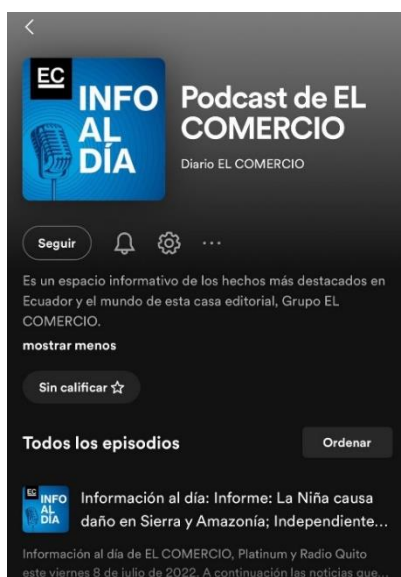 EC
INFO
AL
DÍA
Podcast de EL
COMERCIO
Diario EL COMERCIO
Seguir
Es un espacio informativo de los hechos más destacados en
Ecuador y el mundo de esta casa editorial, Grupo EL
COMERCIO.
mostrar menos
Sin calificar
Todos los episodios
Ordenar
EC
INFO
AL
DÍA
Información al día: Informe: La Niña causa
daño en Sierra y Amazonía; Independiente...
Información al día de EL COMERCIO, Platinum y Radio Quito
este viernes 8 de julio de 2022. A continuación las noticias que...